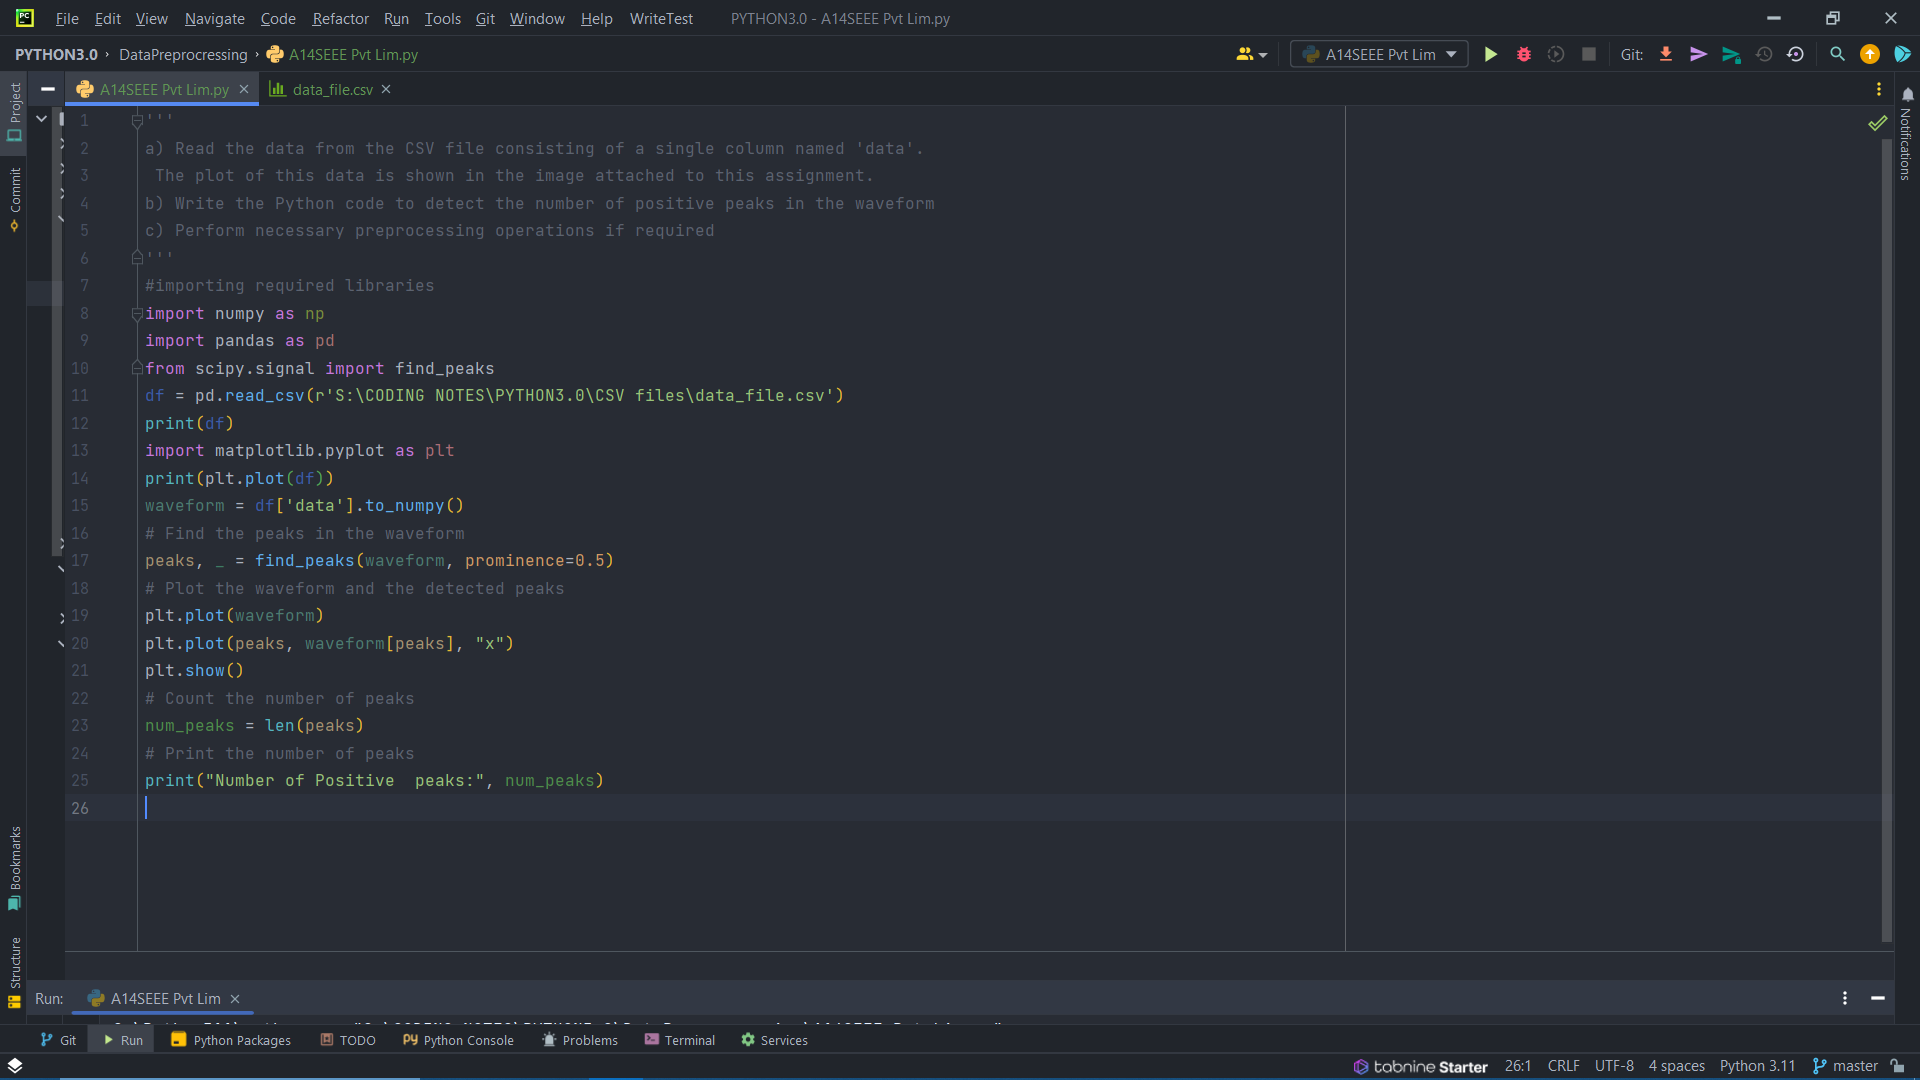 PC File Edit View Navigate Code Refactor Run Tools Git Window Help WriteTest PYTHON3.0 - A14SEEE Pvt Lim.py
PYTHON3.0 › DataPreprocressing › A14SEEE Pvt Lim.py A14SEEE Pvt Lim Git:
Project
Commit
Bookmarks
Structure
Notifications
A14SEEE Pvt Lim.py data_file.csv
1 '''
2 a) Read the data from the CSV file consisting of a single column named 'data'.
3 The plot of this data is shown in the image attached to this assignment.
4 b) Write the Python code to detect the number of positive peaks in the waveform
5 c) Perform necessary preprocessing operations if required
6 '''
7 #importing required libraries
8 import numpy as np
9 import pandas as pd
10 from scipy.signal import find_peaks
11 df = pd.read_csv(r'S:\CODING NOTES\PYTHON3.0\CSV files\data_file.csv')
12 print(df)
13 import matplotlib.pyplot as plt
14 print(plt.plot(df))
15 waveform = df['data'].to_numpy()
16 # Find the peaks in the waveform
17 peaks, _ = find_peaks(waveform, prominence=0.5)
18 # Plot the waveform and the detected peaks
19 plt.plot(waveform)
20 plt.plot(peaks, waveform[peaks], "x")
21 plt.show()
22 # Count the number of peaks
23 num_peaks = len(peaks)
24 # Print the number of peaks
25 print("Number of Positive  peaks:", num_peaks)
26
Run: A14SEEE Pvt Lim
Git Run Python Packages TODO Python Console Problems Terminal Services
tabnine Starter 26:1 CRLF UTF-8 4 spaces Python 3.11 master